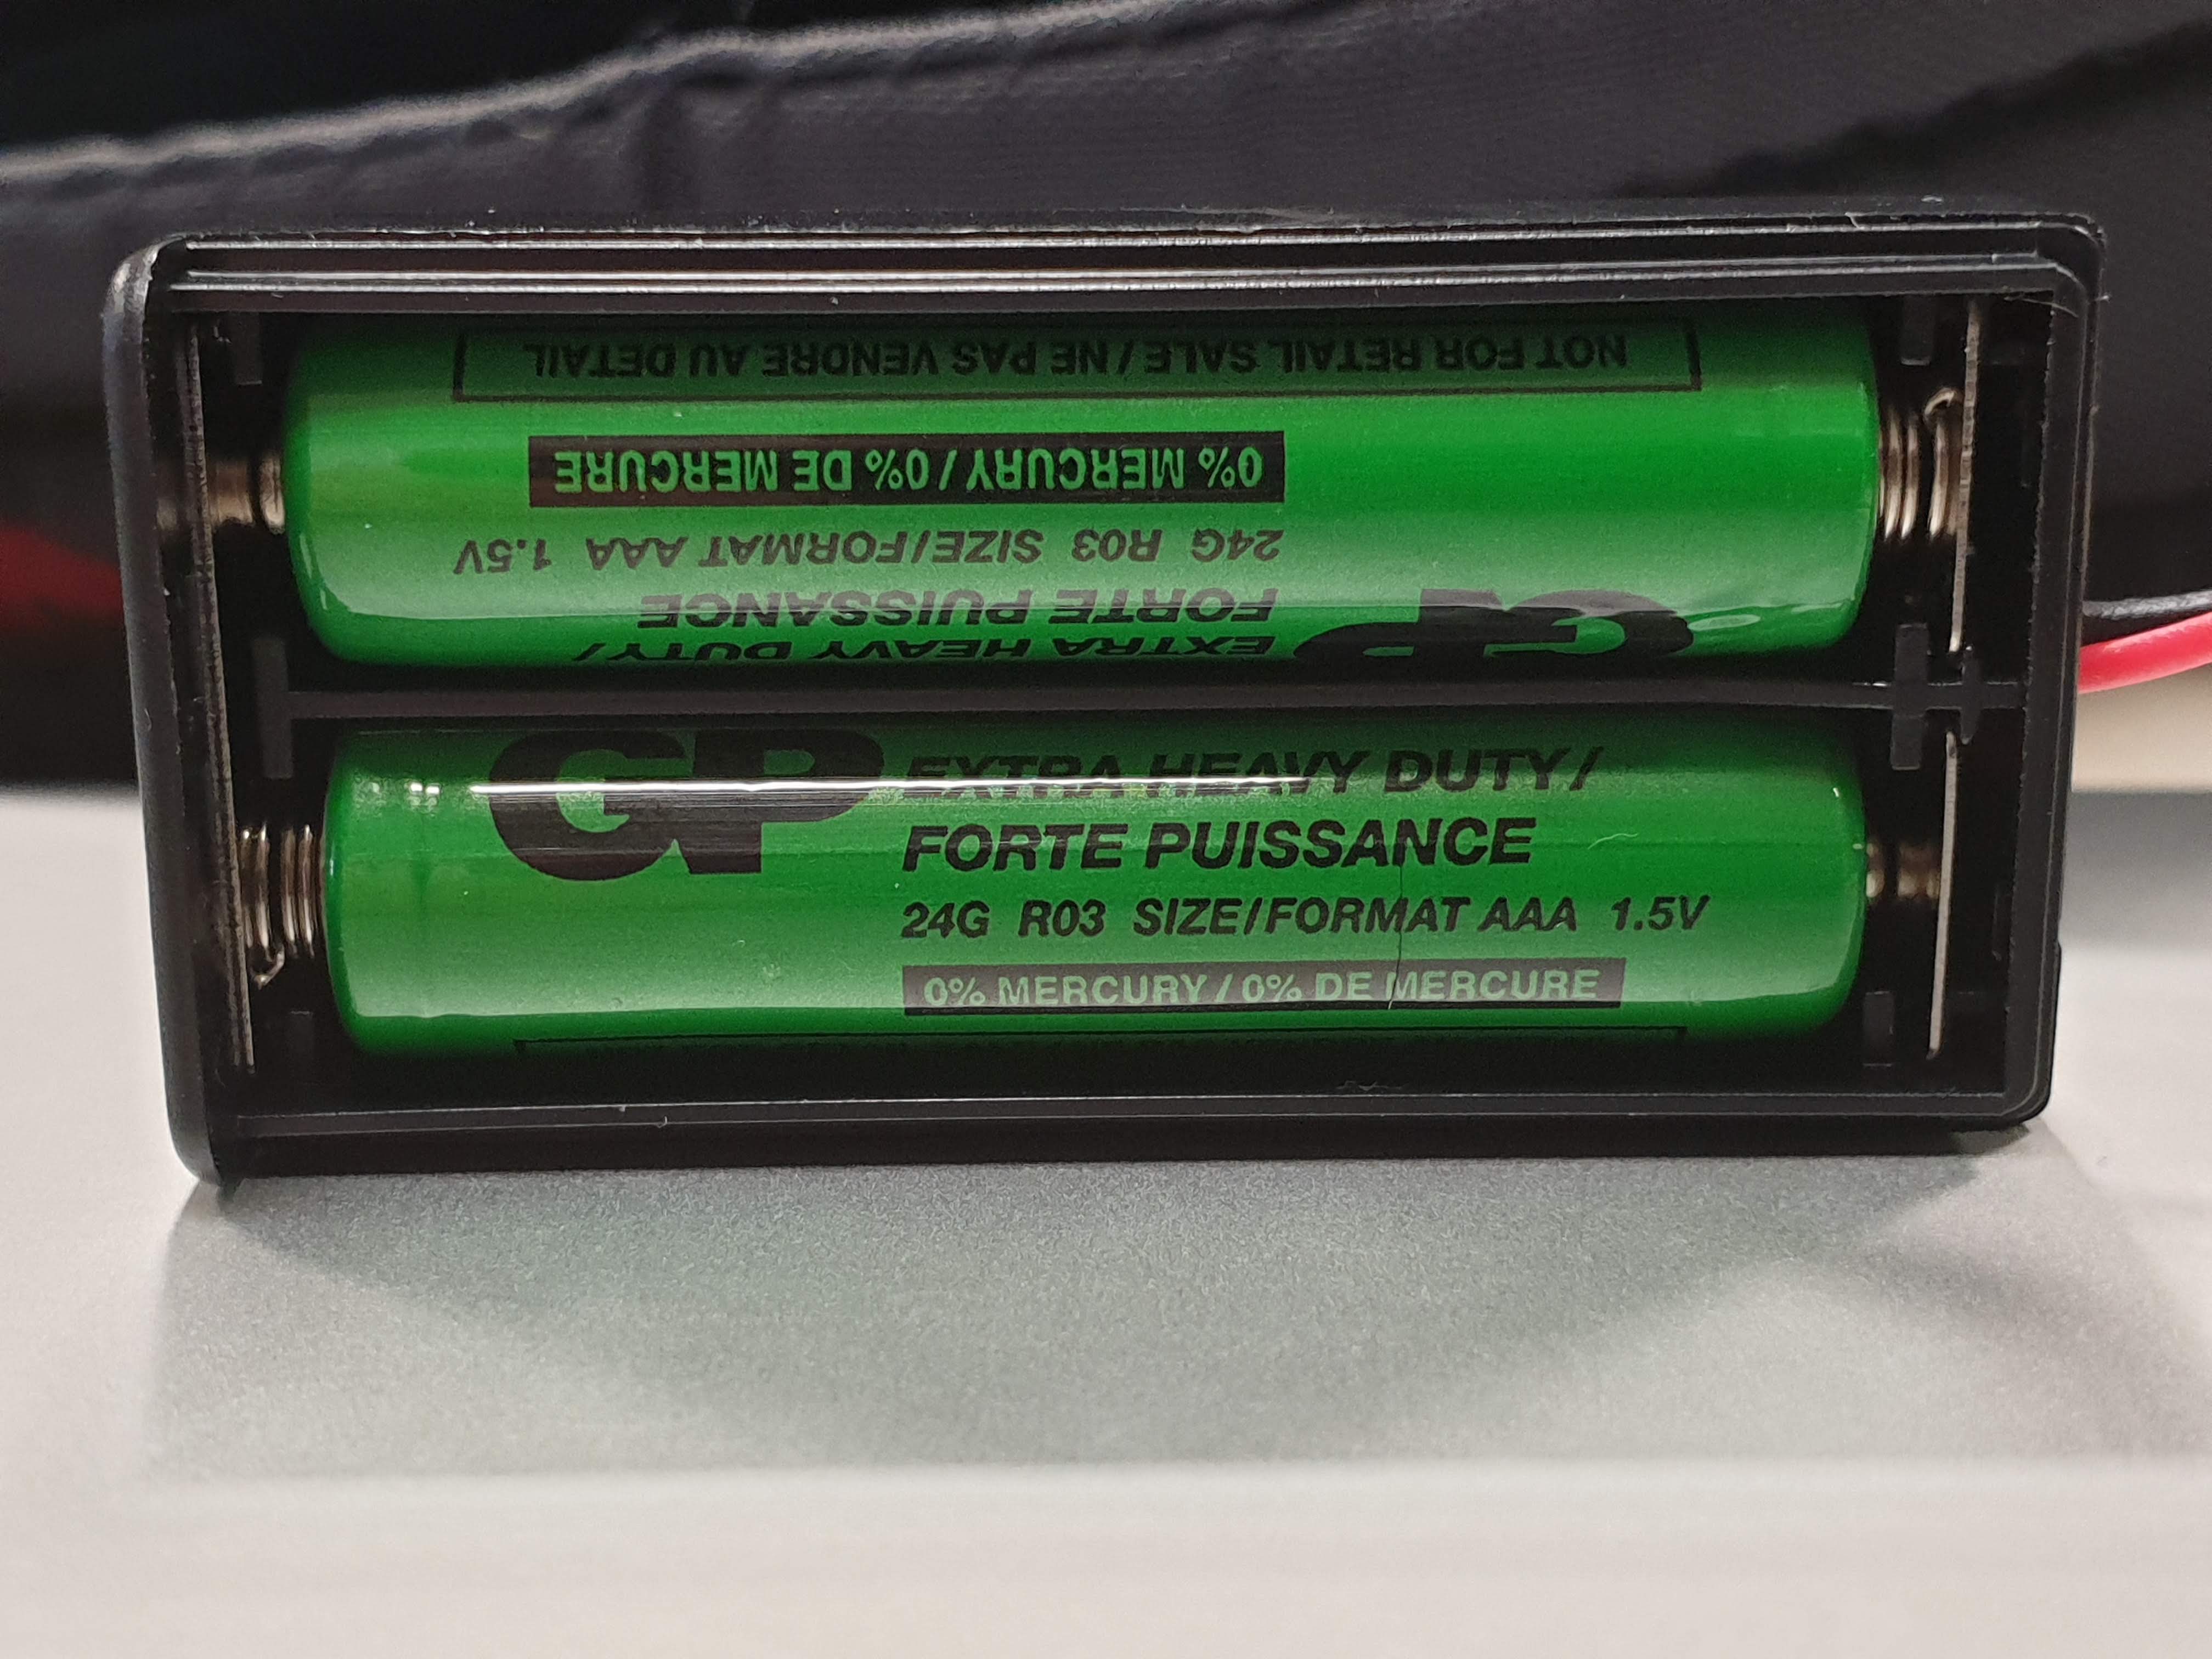 NOT FOR RETAIL SALE / NE PAS VENDRE AU DETAIL
0% MERCURY / 0% DE MERCURE
24G R03 SIZE/FORMAT AAA 1.5V
FORTE PUISSANCE
EXTRA HEAVY DUTY /
GP
GP
EXTRA HEAVY DUTY /
FORTE PUISSANCE
24G R03 SIZE/FORMAT AAA 1.5V
0% MERCURY / 0% DE MERCURE